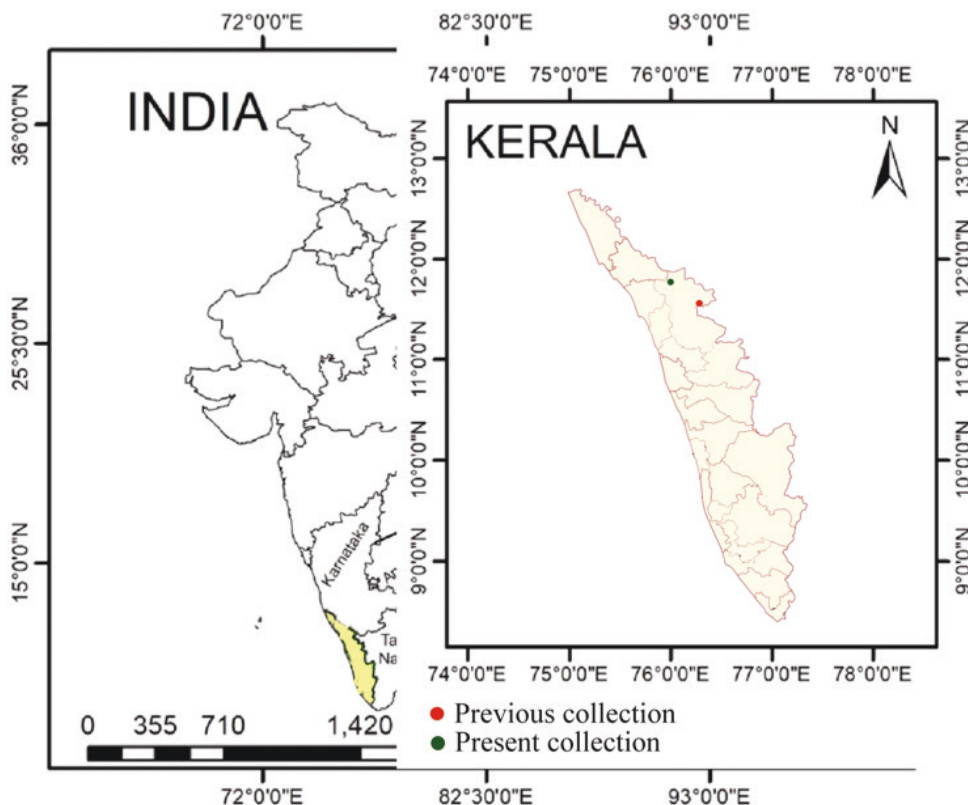 72°0'0"E 82°30'0"E 93°0'0"E
74°0'0"E 75°0'0"E 76°0'0"E 77°0'0"E 78°0'0"E
INDIA
KERALA
N
36°0'0"N
25°30'0"N
15°0'0"N
13°0'0"N
12°0'0"N
11°0'0"N
10°0'0"N
9°0'0"N
13°0'0"N
12°0'0"N
11°0'0"N
10°0'0"N
9°0'0"N
Karnataka
Ta
Na
74°0'0"E 75°0'0"E 76°0'0"E 77°0'0"E 78°0'0"E
0 355 710 1,420
Previous collection
Present collection
72°0'0"E 82°30'0"E 93°0'0"E